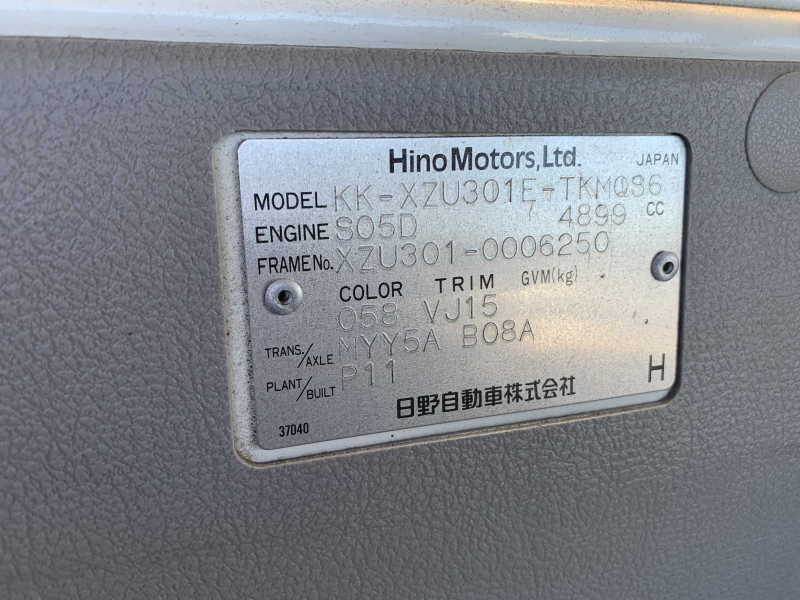 Hino Motors, Ltd. JAPAN
MODEL KK-XZU301E-TKMQS6
ENGINE S05D 4899 CC
FRAME No. XZU301-0006250
COLOR TRIM GVM(kg)
058 VJ15
TRANS./AXLE MYY5A B08A
PLANT/BUILT P11
日野自動車株式会社 H
37040